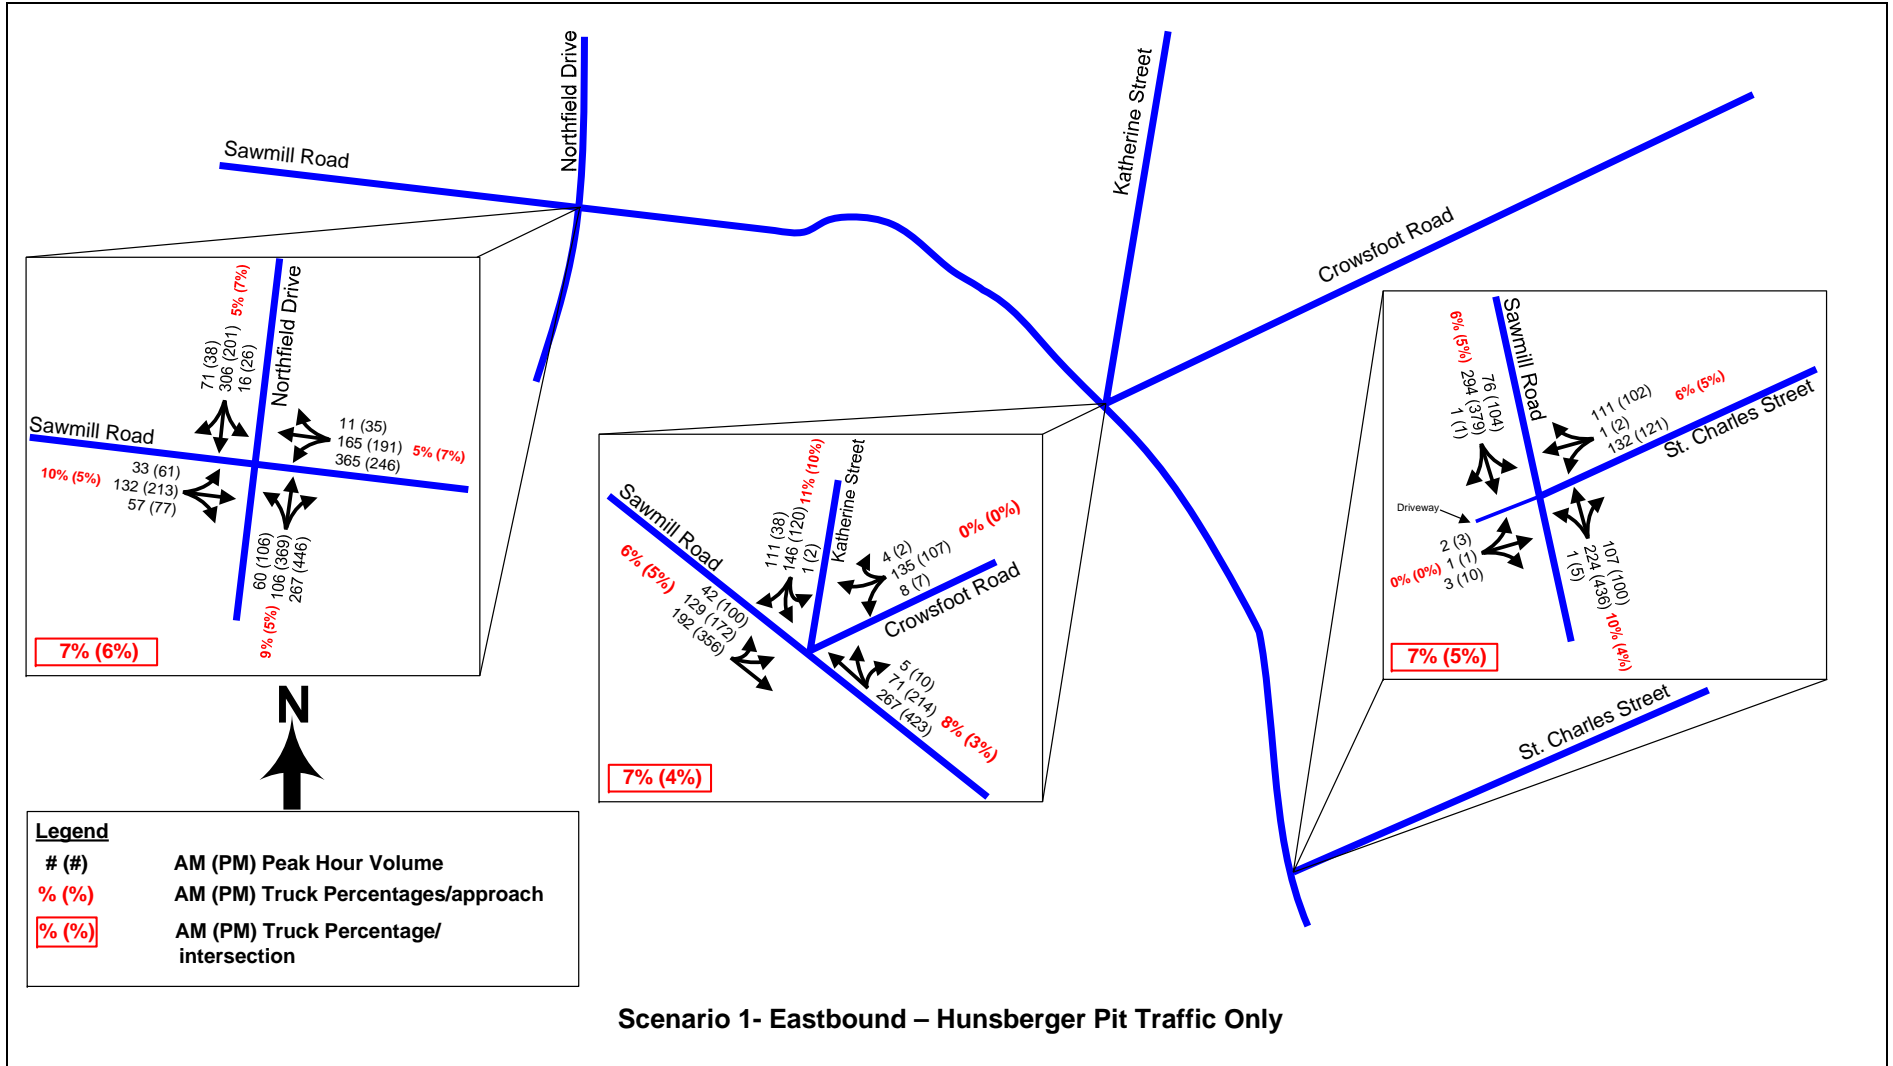 Sawmill Road
Northfield Drive
Katherine Street
Crowsfoot Road
Sawmill Road
Northfield Drive
5% (7%)
71 (38)
306 (201)
16 (26)
11 (35)
165 (191)
365 (246)
5% (7%)
10% (5%)
33 (61)
132 (213)
57 (77)
60 (106)
106 (369)
267 (446)
9% (5%)
7% (6%)
Sawmill Road
Katherine Street
Crowsfoot Road
11% (10%)
111 (38)
146 (120)
1 (2)
0% (0%)
4 (2)
135 (107)
8 (7)
6% (5%)
42 (100)
129 (172)
192 (356)
5 (10)
71 (214)
267 (423)
8% (3%)
7% (4%)
Sawmill Road
St. Charles Street
Driveway
6% (5%)
76 (104)
294 (379)
1 (1)
111 (102)
1 (2)
132 (121)
6% (5%)
0% (0%)
2 (3)
1 (1)
3 (10)
107 (100)
224 (436)
1 (5)
10% (4%)
7% (5%)
St. Charles Street
N
Legend
# (#) AM (PM) Peak Hour Volume
% (%) AM (PM) Truck Percentages/approach
% (%) AM (PM) Truck Percentage/
intersection
Scenario 1- Eastbound – Hunsberger Pit Traffic Only